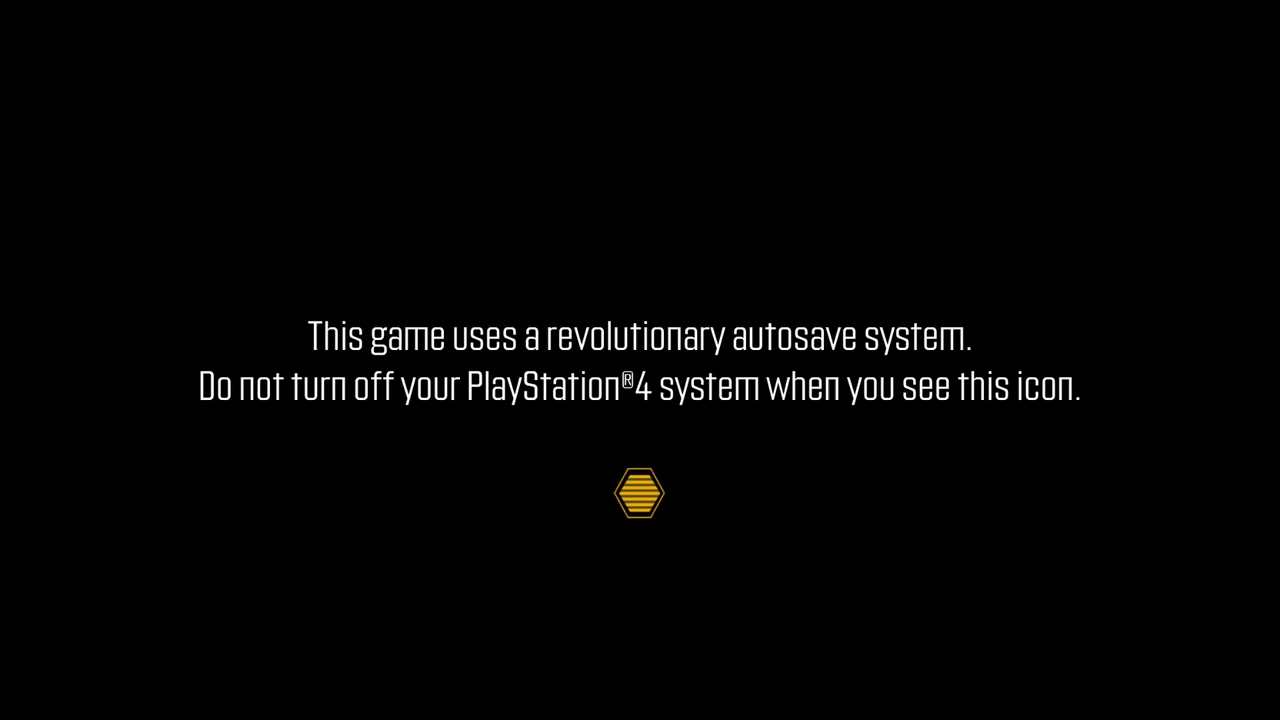 This game uses a revolutionary autosave system.
Do not turn off your PlayStation®4 system when you see this icon.